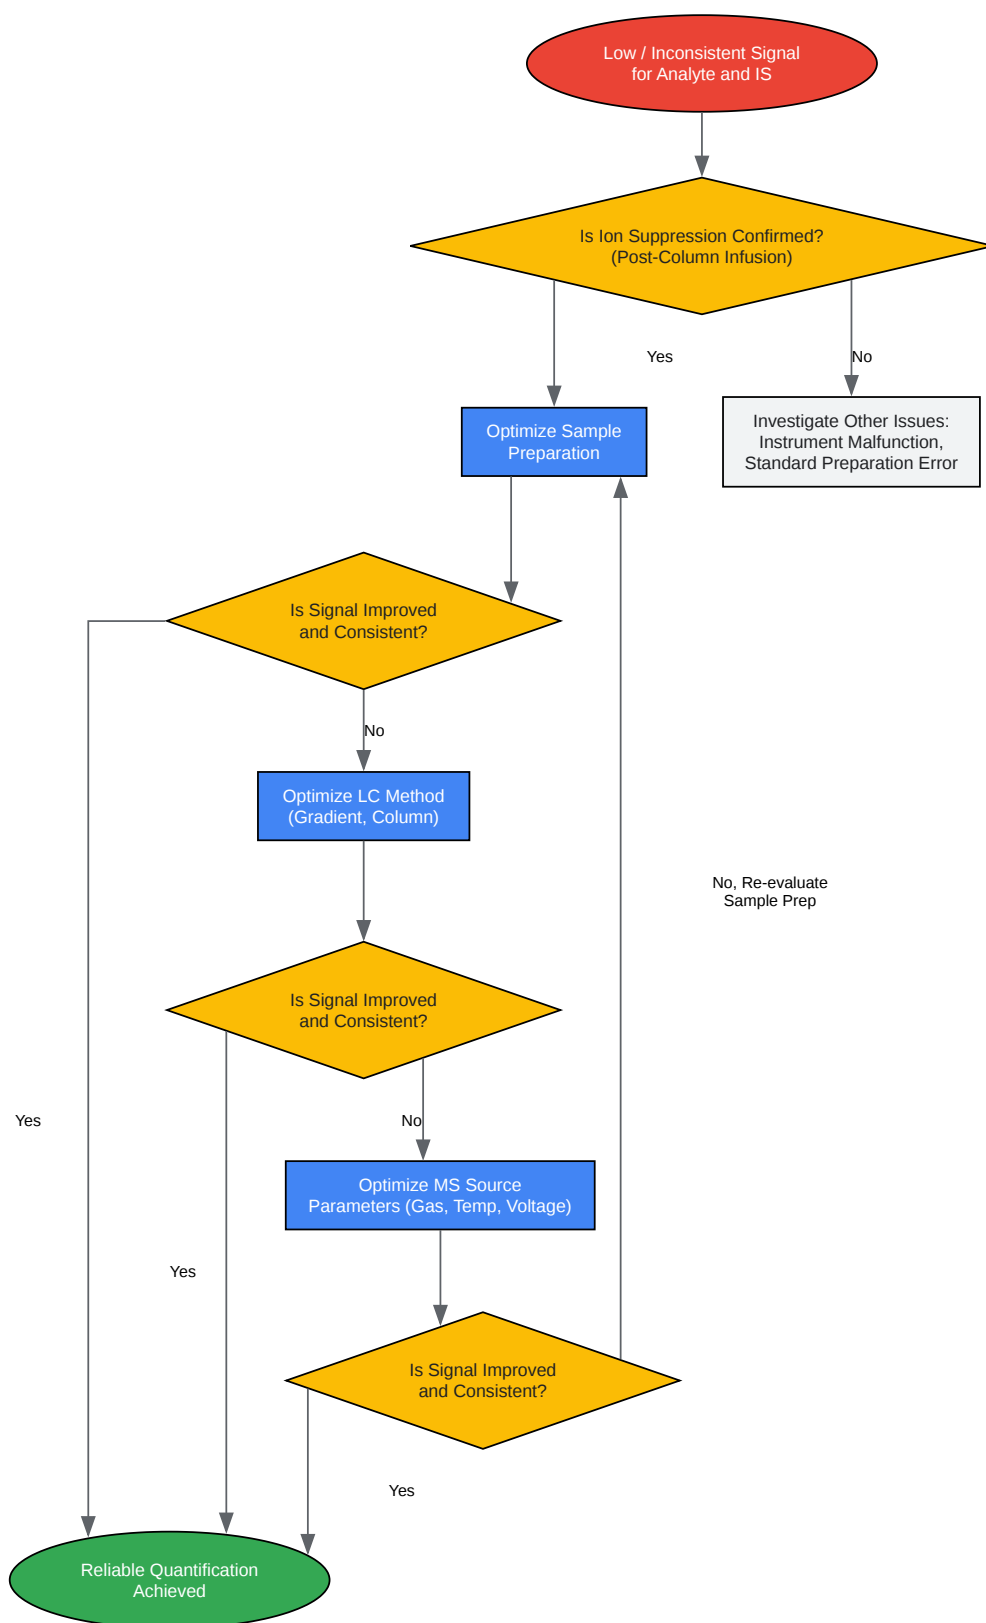 Low / Inconsistent Signal
for Analyte and IS
Is Ion Suppression Confirmed?
(Post-Column Infusion)
Yes
No
Optimize Sample
Preparation
Investigate Other Issues:
Instrument Malfunction,
Standard Preparation Error
Is Signal Improved
and Consistent?
No
Optimize LC Method
(Gradient, Column)
No, Re-evaluate
Sample Prep
Is Signal Improved
and Consistent?
Yes
No
Optimize MS Source
Parameters (Gas, Temp, Voltage)
Yes
Is Signal Improved
and Consistent?
Yes
Reliable Quantification
Achieved